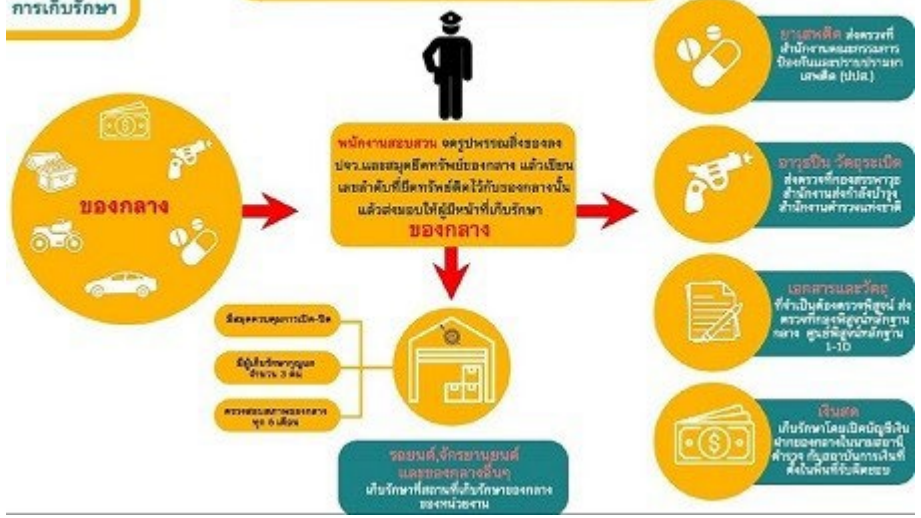 การเก็บรักษา
ของกลาง
พนักงานสอบสวน จดรูปพรรณสิ่งของลง
ปจว.และสมุดยึดทรัพย์ของกลาง แล้วเขียน
เลขลำดับที่ยึดทรัพย์ติดไว้กับของกลางนั้น
แล้วส่งมอบให้ผู้มีหน้าที่เก็บรักษา
ของกลาง
มีสมุดควบคุมการเปิด-ปิด
มีผู้เก็บรักษากุญแจ
จำนวน 3 คน
ตรวจสอบสภาพของกลาง
ทุก 6 เดือน
รถยนต์,จักรยานยนต์
และของกลางอื่นๆ
เก็บรักษาที่สถานที่เก็บรักษาของกลาง
ของหน่วยงาน
ยาเสพติด ส่งตรวจที่
สำนักงานคณะกรรมการ
ป้องกันและปราบปรามยา
เสพติด (ปปส.)
อาวุธปืน วัตถุระเบิด
ส่งตรวจที่กองสรรพาวุธ
สำนักงานส่งกำลังบำรุง
สำนักงานตำรวจแห่งชาติ
เอกสารและวัตถุ
ที่จำเป็นต้องตรวจพิสูจน์ ส่ง
ตรวจที่กองพิสูจน์หลักฐาน
กลาง ศูนย์พิสูจน์หลักฐาน
1-10
เงินสด
เก็บรักษาโดยเปิดบัญชีเงิน
ฝากของกลางในนามสถานี
ตำรวจ กับสถาบันการเงินที่
ตั้งในพื้นที่รับผิดชอบ